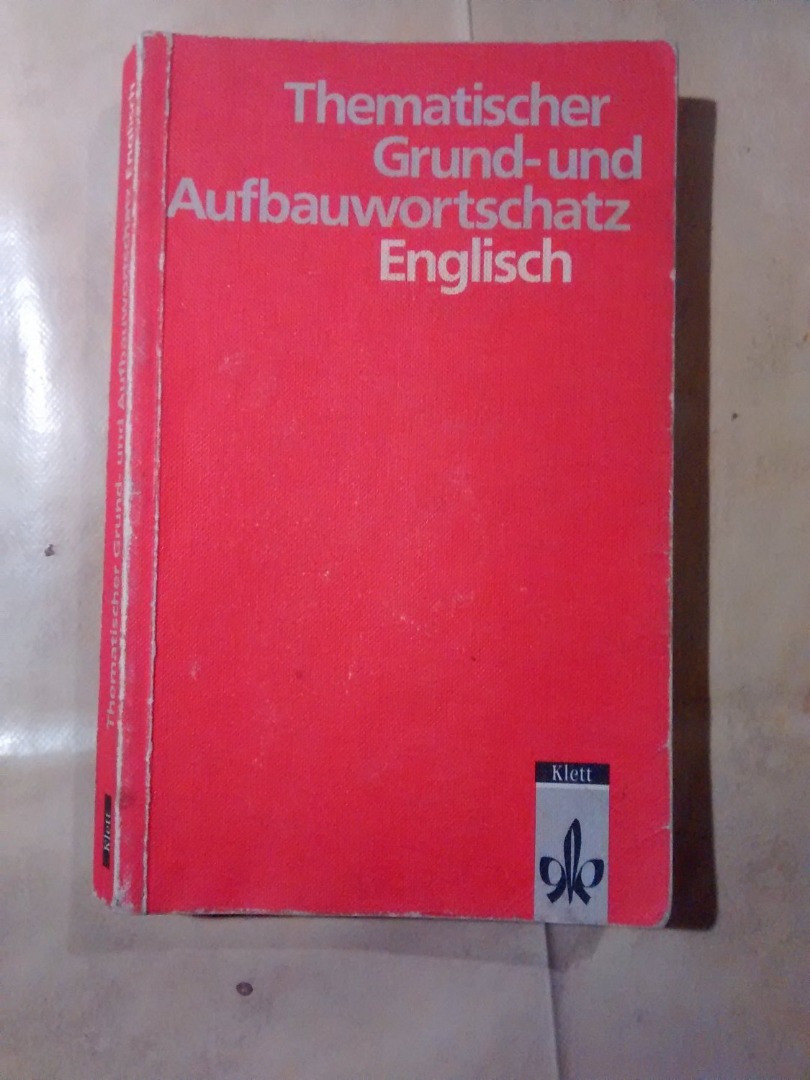 Thematischer
Grund- und
Aufbauwortschatz
Englisch
Klett
Thematischer Grund- und Aufbauwortschatz Englisch
Klett